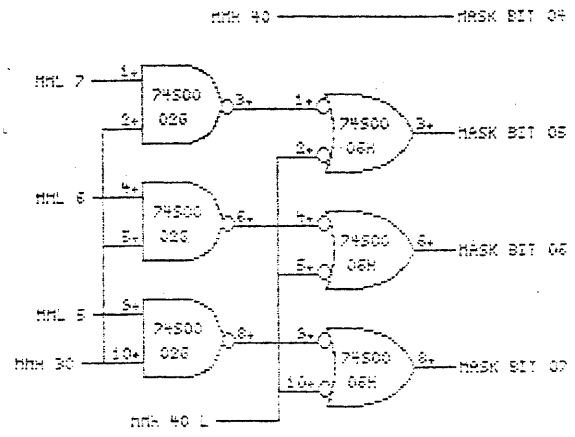 MMH 40 MASK BIT 04
MML 7 1+ 74S00 3+ 1+ 74S00 3+ MASK BIT 05
2+ 02G 2+ 06H
MML 6 4+ 74S00 6+ 4+ 74S00 6+ MASK BIT 06
5+ 02G 5+ 06H
MML 5 9+ 74S00 8+ 9+ 74S00 8+ MASK BIT 07
MMH 30 10+ 02G 10+ 06H
MMH 40 L